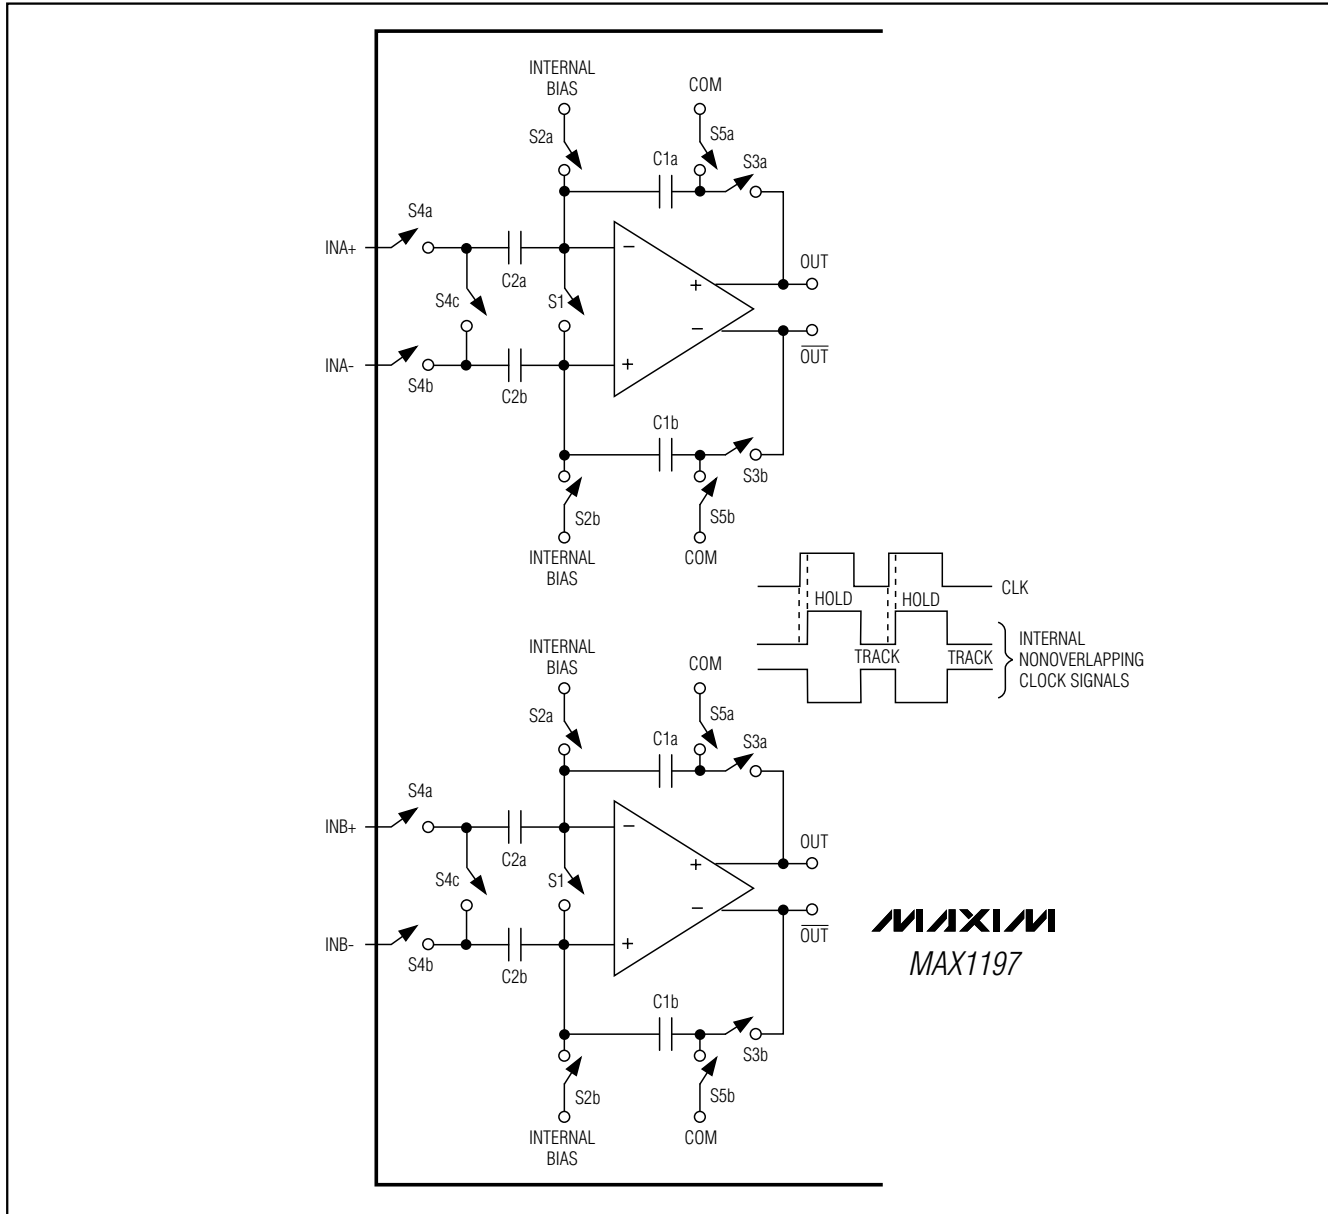 INTERNAL
BIAS
COM
S2a
S5a
C1a
S3a
S4a
INA+
−
C2a
OUT
+
S4c
S1
−
OUT
INA-
+
S4b
C2b
C1b
S3b
S2b
S5b
INTERNAL
BIAS
COM
CLK
HOLD
HOLD
TRACK
TRACK
INTERNAL
NONOVERLAPPING
CLOCK SIGNALS
INTERNAL
BIAS
COM
S2a
S5a
C1a
S3a
S4a
INB+
−
C2a
OUT
+
S4c
S1
−
OUT
INB-
+
S4b
C2b
MAXIM
MAX1197
C1b
S3b
S2b
S5b
INTERNAL
BIAS
COM